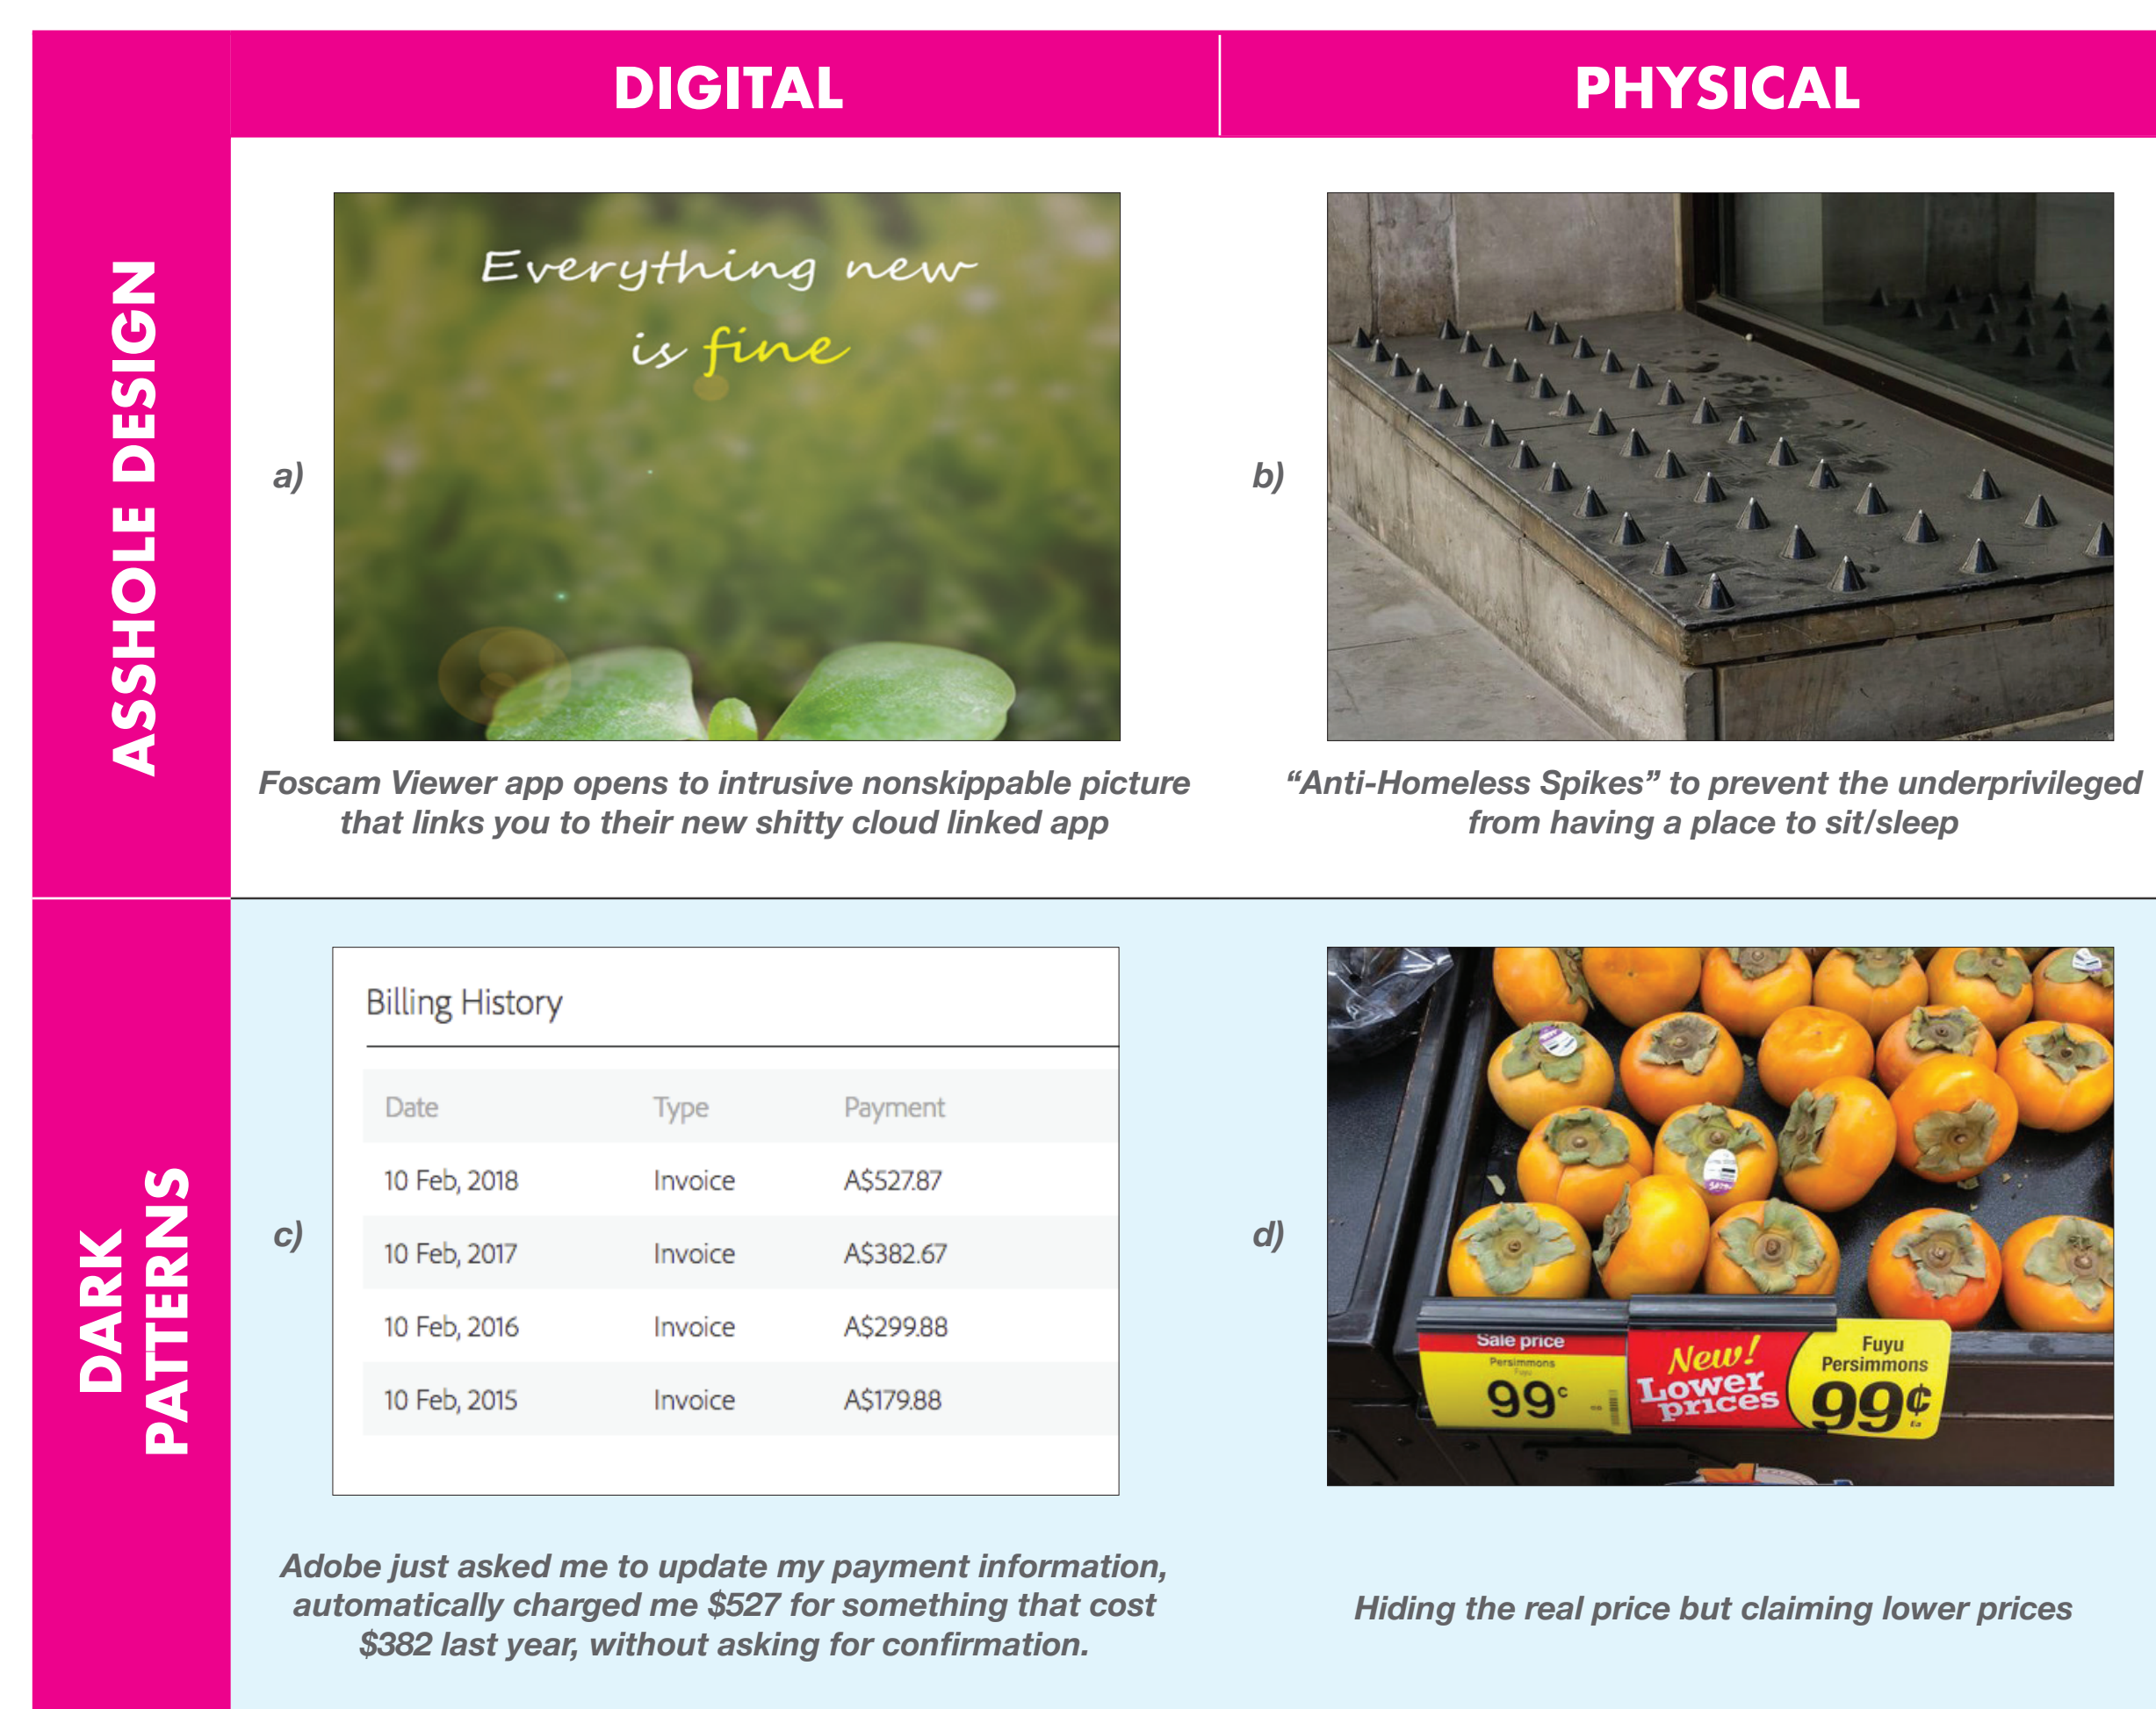 DIGITAL
PHYSICAL
ASSHOLE DESIGN
a)
Everything new
is fine
b)
Foscam Viewer app opens to intrusive nonskippable picture
that links you to their new shitty cloud linked app
“Anti-Homeless Spikes” to prevent the underprivileged
from having a place to sit/sleep
DARK
PATTERNS
c)
Billing History
Date Type Payment
10 Feb, 2018 Invoice A$527.87
10 Feb, 2017 Invoice A$382.67
10 Feb, 2016 Invoice A$299.88
10 Feb, 2015 Invoice A$179.88
d)
Sale price
Persimmons
Fuyu
99c
New!
Lower
prices
Fuyu
Persimmons
99¢
Ea
Adobe just asked me to update my payment information,
automatically charged me $527 for something that cost
$382 last year, without asking for confirmation.
Hiding the real price but claiming lower prices